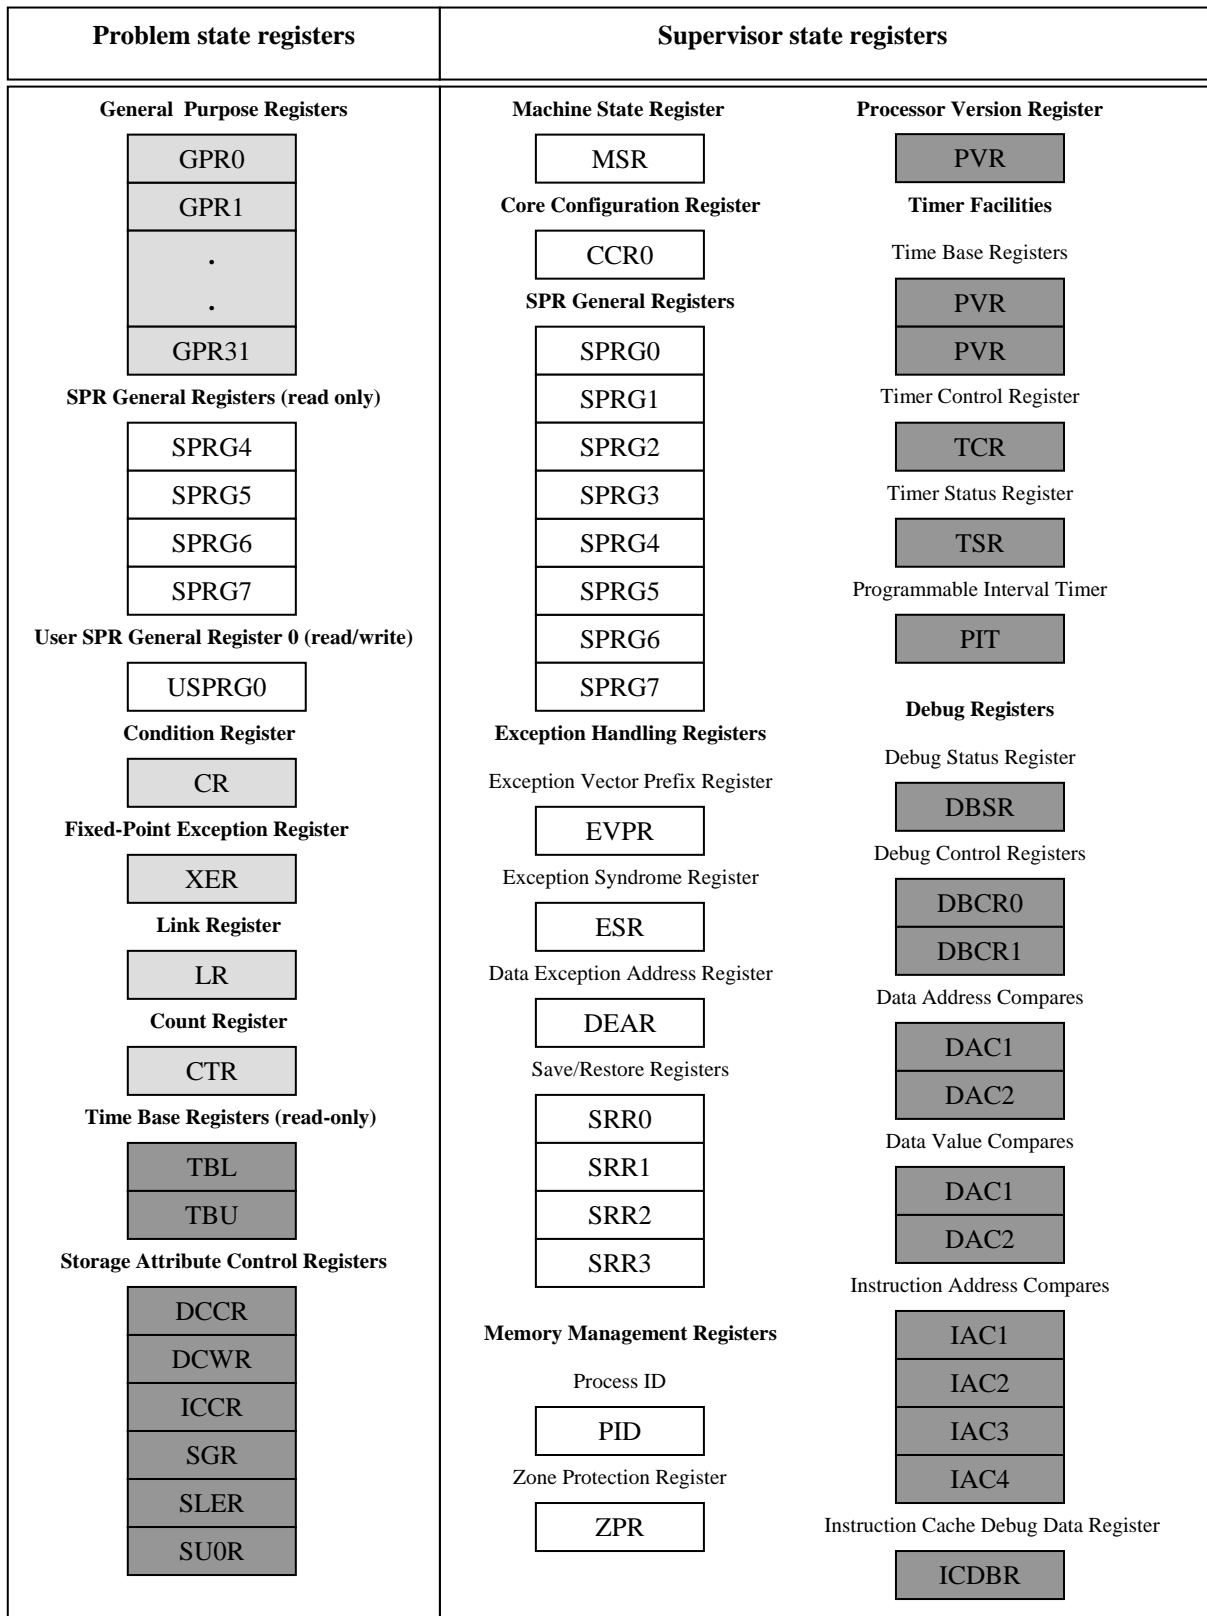 Problem state registers
Supervisor state registers
General Purpose Registers
GPR0
GPR1
.
.
GPR31
SPR General Registers (read only)
SPRG4
SPRG5
SPRG6
SPRG7
User SPR General Register 0 (read/write)
USPRG0
Condition Register
CR
Fixed-Point Exception Register
XER
Link Register
LR
Count Register
CTR
Time Base Registers (read-only)
TBL
TBU
Storage Attribute Control Registers
DCCR
DCWR
ICCR
SGR
SLER
SU0R
Machine State Register
MSR
Core Configuration Register
CCR0
SPR General Registers
SPRG0
SPRG1
SPRG2
SPRG3
SPRG4
SPRG5
SPRG6
SPRG7
Exception Handling Registers
Exception Vector Prefix Register
EVPR
Exception Syndrome Register
ESR
Data Exception Address Register
DEAR
Save/Restore Registers
SRR0
SRR1
SRR2
SRR3
Memory Management Registers
Process ID
PID
Zone Protection Register
ZPR
Processor Version Register
PVR
Timer Facilities
Time Base Registers
PVR
PVR
Timer Control Register
TCR
Timer Status Register
TSR
Programmable Interval Timer
PIT
Debug Registers
Debug Status Register
DBSR
Debug Control Registers
DBCR0
DBCR1
Data Address Compares
DAC1
DAC2
Data Value Compares
DAC1
DAC2
Instruction Address Compares
IAC1
IAC2
IAC3
IAC4
Instruction Cache Debug Data Register
ICDBR